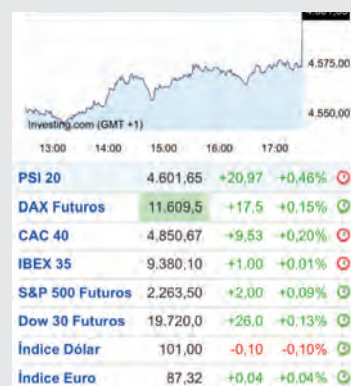 4.575,00
4.550,00
Investing.com (GMT +1)
13:00 14:00 15:00 16:00 17:00
PSI 20 4.601,65 +20,97 +0,46%
DAX Futuros 11.609,5 +17,5 +0,15%
CAC 40 4.850,67 +9,53 +0,20%
IBEX 35 9.380,10 +1,00 +0,01%
S&P 500 Futuros 2.263,50 +2,00 +0,09%
Dow 30 Futuros 19.720,0 +26,0 +0,13%
Índice Dólar 101,00 -0,10 -0,10%
Índice Euro 87,32 +0,04 +0,04%